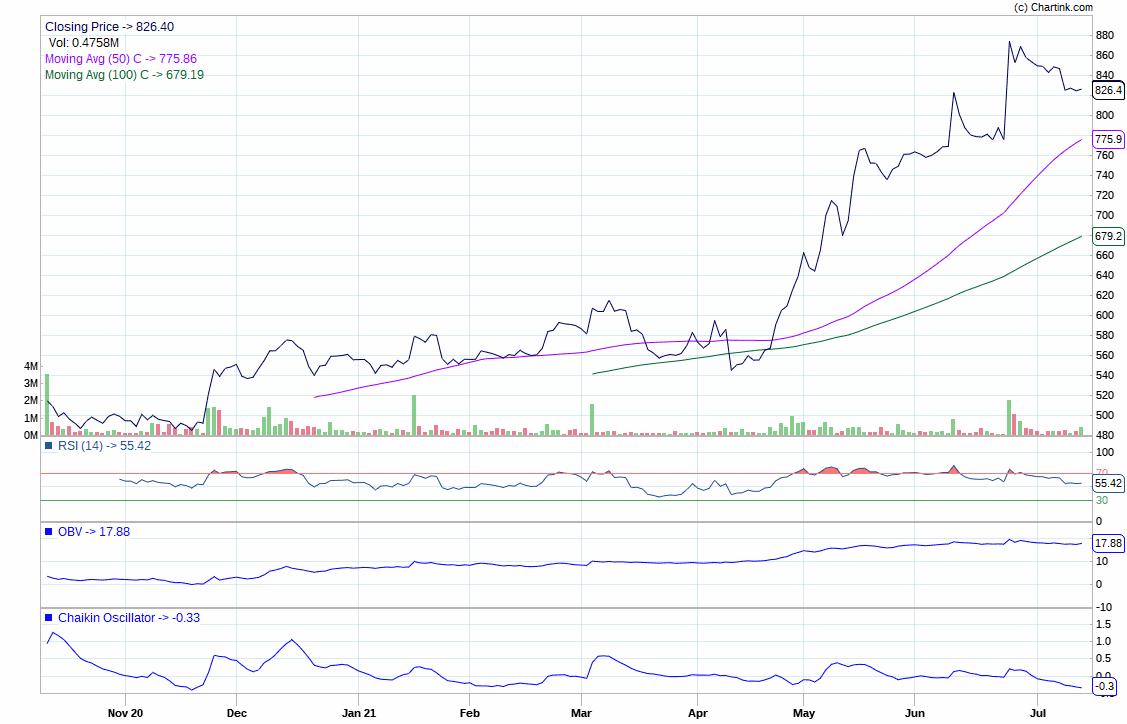 (c) Chartink.com
Closing Price -> 826.40
Vol: 0.4758M
Moving Avg (50) C -> 775.86
Moving Avg (100) C -> 679.19
880
860
840
826.4
800
775.9
760
740
720
700
679.2
660
640
620
600
580
560
540
520
500
480
4M
3M
2M
1M
0M
RSI (14) -> 55.42
100
70
55.42
30
0
OBV -> 17.88
17.88
10
0
-10
Chaikin Oscillator -> -0.33
1.5
1.0
0.5
0.0
-0.3
Nov 20 Dec Jan 21 Feb Mar Apr May Jun Jul